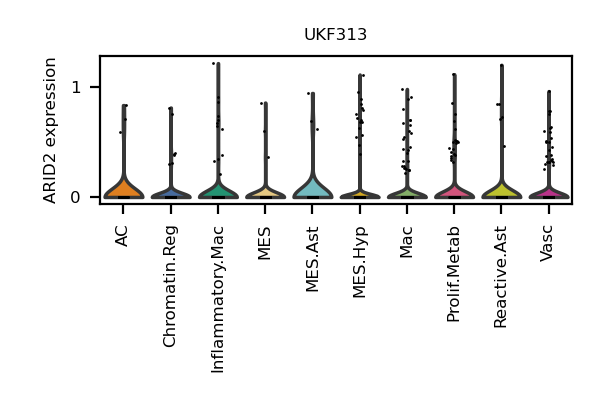 UKF313
ARID2 expression
1
0
AC
Chromatin.Reg
Inflammatory.Mac
MES
MES.Ast
MES.Hyp
Mac
Prolif.Metab
Reactive.Ast
Vasc